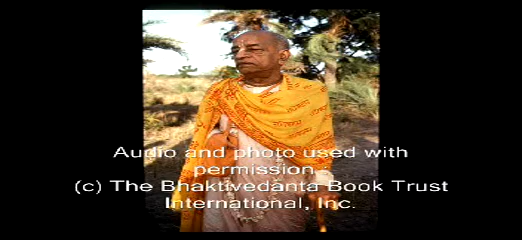 Audio and photo used with
permission
(c) The Bhaktivedanta Book Trust
International, Inc.